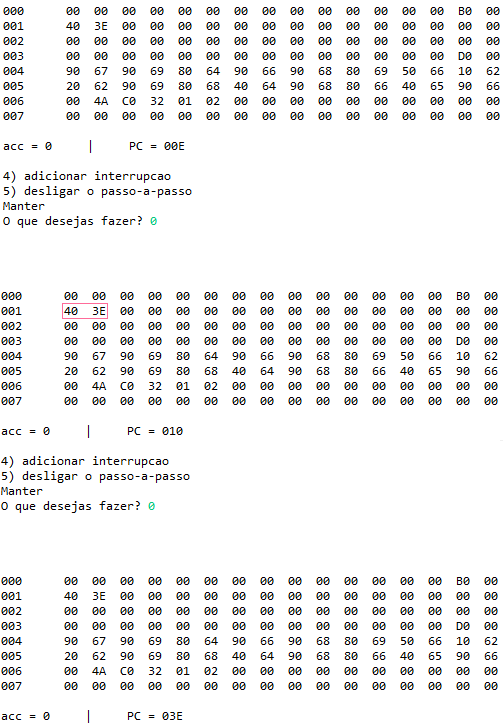 000 00 00 00 00 00 00 00 00 00 00 00 00 00 00 B0 00
001 40 3E 00 00 00 00 00 00 00 00 00 00 00 00 00 00
002 00 00 00 00 00 00 00 00 00 00 00 00 00 00 00 00
003 00 00 00 00 00 00 00 00 00 00 00 00 00 00 D0 00
004 90 67 90 69 80 64 90 66 90 68 80 69 50 66 10 62
005 20 62 90 69 80 68 40 64 90 68 80 66 40 65 90 66
006 00 4A C0 32 01 02 00 00 00 00 00 00 00 00 00 00
007 00 00 00 00 00 00 00 00 00 00 00 00 00 00 00 00
acc = 0 | PC = 00E
4) adicionar interrupcao
5) desligar o passo-a-passo
Manter
O que desejas fazer? 0
000 00 00 00 00 00 00 00 00 00 00 00 00 00 00 B0 00
001 40 3E 00 00 00 00 00 00 00 00 00 00 00 00 00 00
002 00 00 00 00 00 00 00 00 00 00 00 00 00 00 00 00
003 00 00 00 00 00 00 00 00 00 00 00 00 00 00 D0 00
004 90 67 90 69 80 64 90 66 90 68 80 69 50 66 10 62
005 20 62 90 69 80 68 40 64 90 68 80 66 40 65 90 66
006 00 4A C0 32 01 02 00 00 00 00 00 00 00 00 00 00
007 00 00 00 00 00 00 00 00 00 00 00 00 00 00 00 00
acc = 0 | PC = 010
4) adicionar interrupcao
5) desligar o passo-a-passo
Manter
O que desejas fazer? 0
000 00 00 00 00 00 00 00 00 00 00 00 00 00 00 B0 00
001 40 3E 00 00 00 00 00 00 00 00 00 00 00 00 00 00
002 00 00 00 00 00 00 00 00 00 00 00 00 00 00 00 00
003 00 00 00 00 00 00 00 00 00 00 00 00 00 00 D0 00
004 90 67 90 69 80 64 90 66 90 68 80 69 50 66 10 62
005 20 62 90 69 80 68 40 64 90 68 80 66 40 65 90 66
006 00 4A C0 32 01 02 00 00 00 00 00 00 00 00 00 00
007 00 00 00 00 00 00 00 00 00 00 00 00 00 00 00 00
acc = 0 | PC = 03E